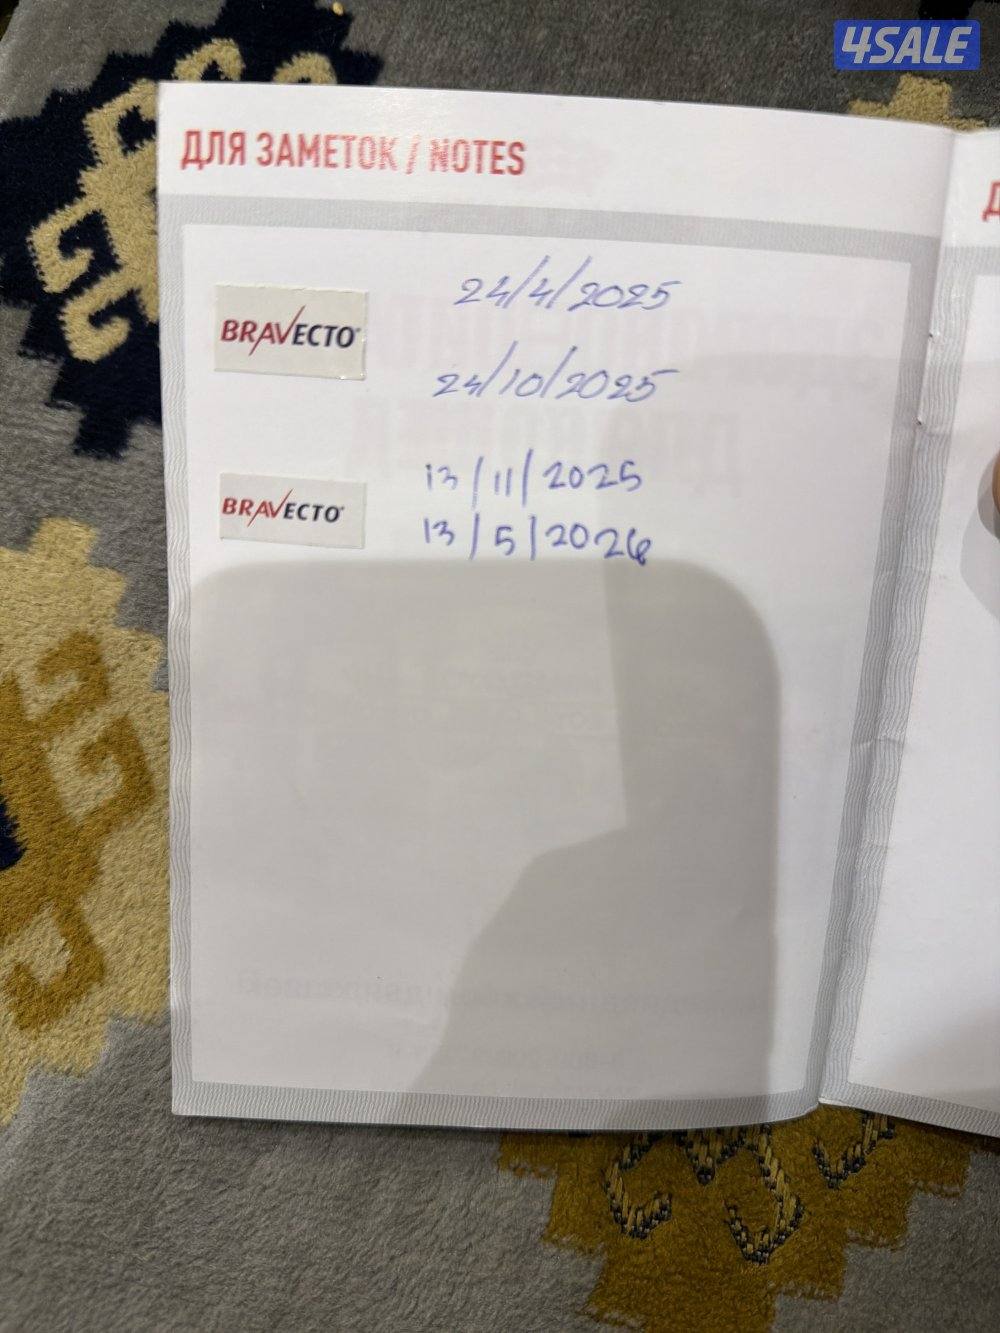 4SALE
ДЛЯ ЗАМЕТОК / NOTES
Д
24/4/2025
BRAVECTO
24/10/2025
13/11/2025
BRAVECTO
13/5/2026